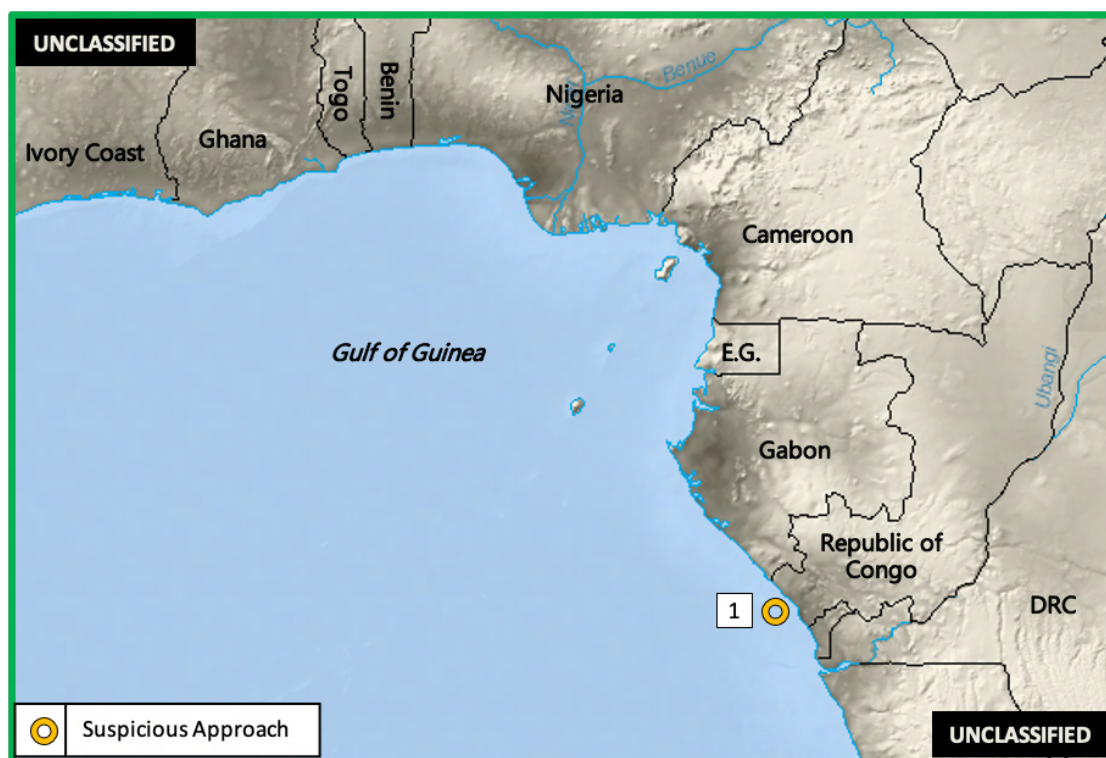 UNCLASSIFIED
Togo
Benin
Nigeria
Benue
Ivory Coast
Ghana
Cameroon
Gulf of Guinea
E.G.
Ubangi
Gabon
Republic of
Congo
DRC
1
Suspicious Approach
UNCLASSIFIED